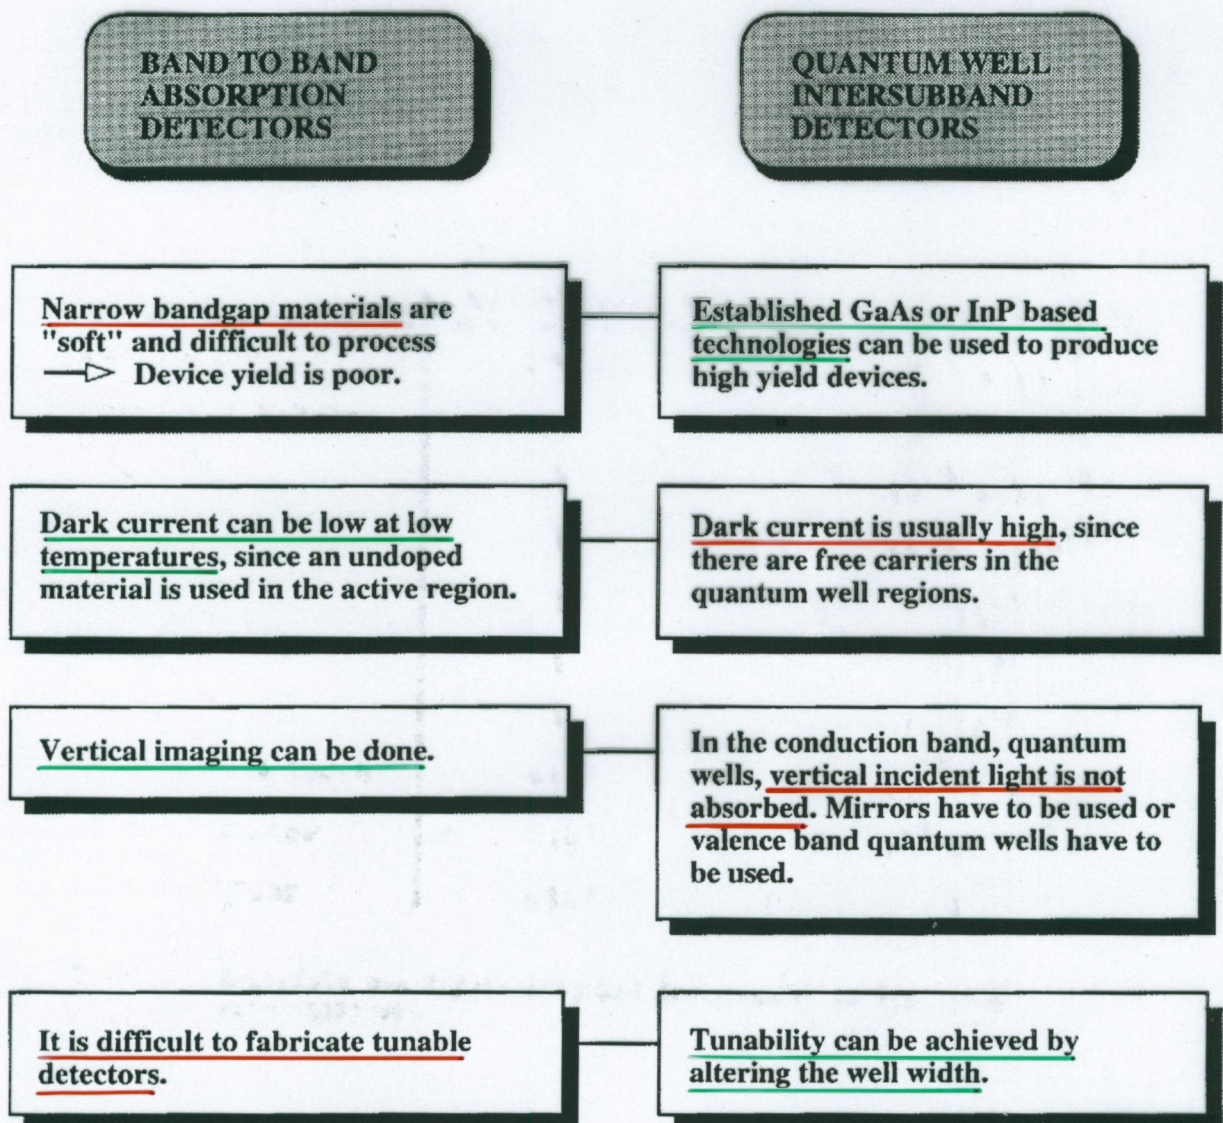 BAND TO BAND
ABSORPTION
DETECTORS
QUANTUM WELL
INTERSUBBAND
DETECTORS
Narrow bandgap materials are
"soft" and difficult to process
Device yield is poor.
Established GaAs or InP based
technologies can be used to produce
high yield devices.
Dark current can be low at low
temperatures, since an undoped
material is used in the active region.
Dark current is usually high, since
there are free carriers in the
quantum well regions.
Vertical imaging can be done.
In the conduction band, quantum
wells, vertical incident light is not
absorbed. Mirrors have to be used or
valence band quantum wells have to
be used.
It is difficult to fabricate tunable
detectors.
Tunability can be achieved by
altering the well width.